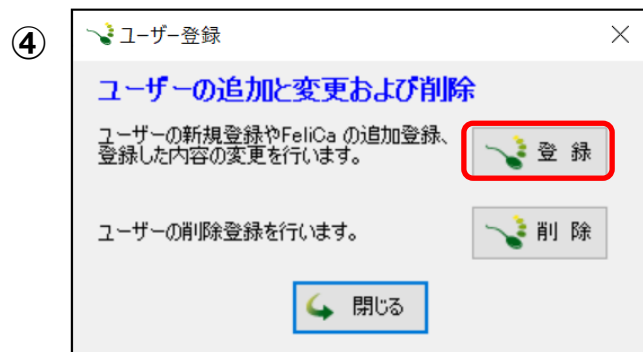 ④
ユーザー登録
ユーザーの追加と変更および削除
ユーザーの新規登録やFeliCa の追加登録、
登録した内容の変更を行います。
登 録
ユーザーの削除登録を行います。
削 除
閉じる